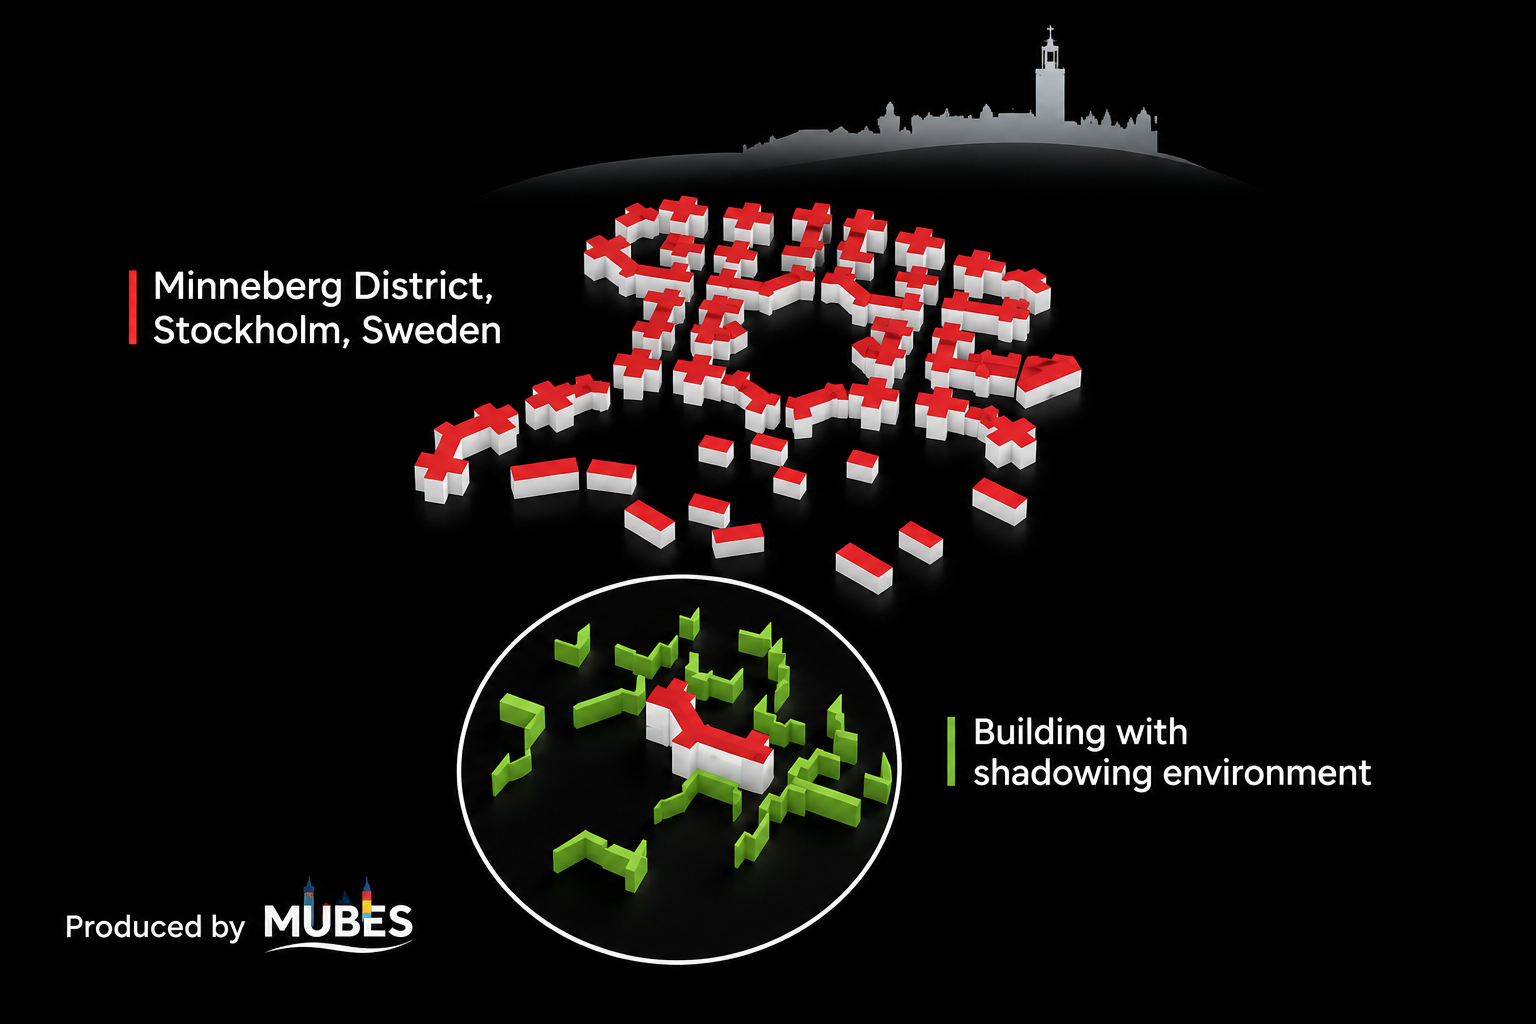 Minneberg District,
Stockholm, Sweden
Building with
shadowing environment
Produced by MUBES